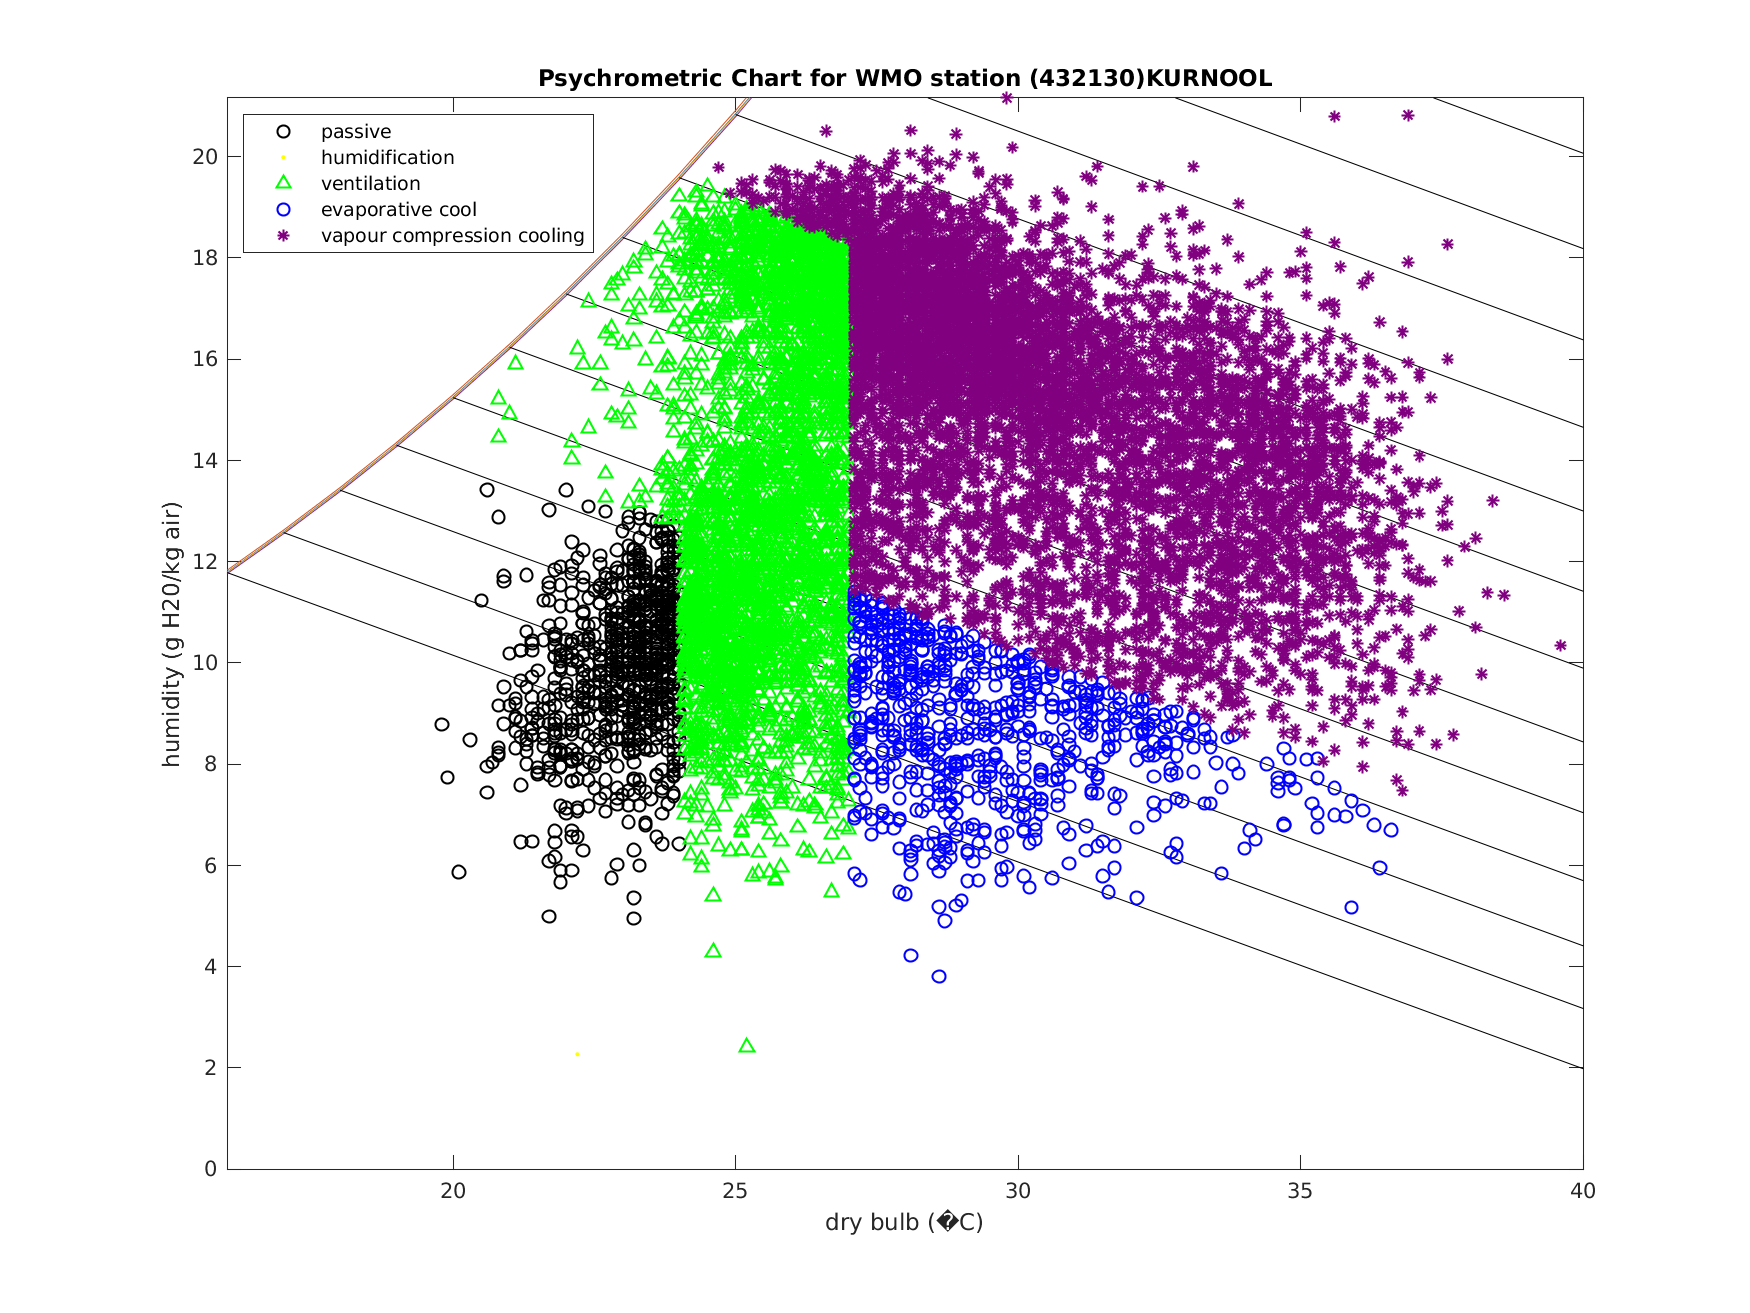 Psychrometric Chart for WMO station (432130)KURNOOL
passive
humidification
ventilation
evaporative cool
vapour compression cooling
humidity (g H20/kg air)
20
18
16
14
12
10
8
6
4
2
0
20 25 30 35 40
dry bulb (�C)